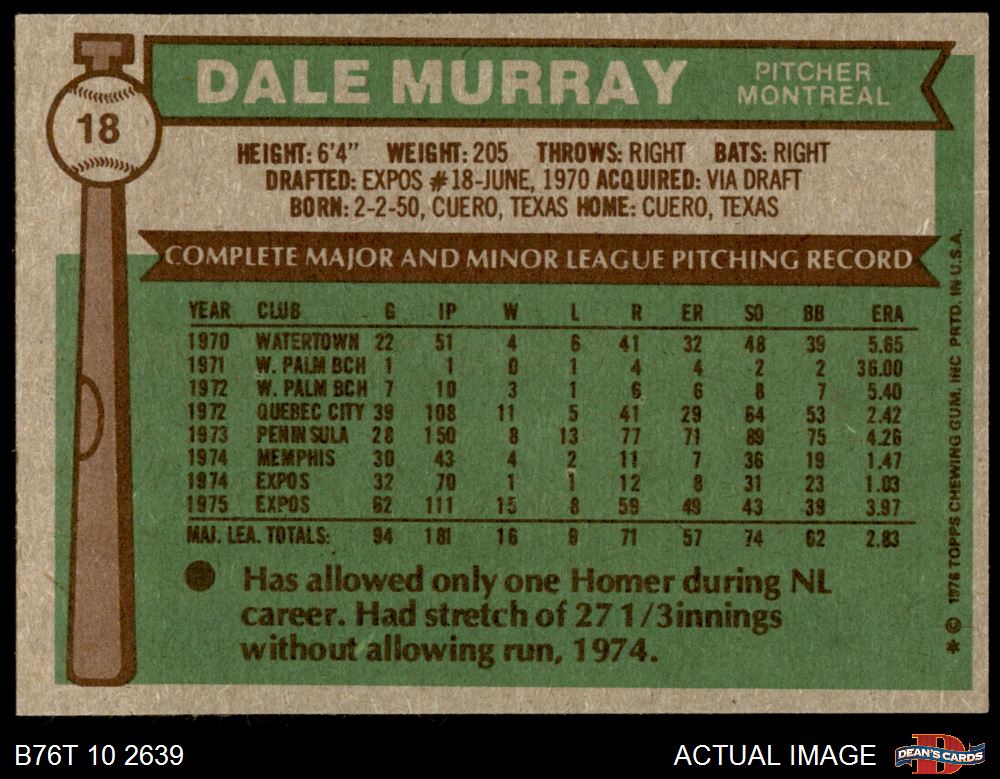 18
DALE MURRAY
PITCHER
MONTREAL
HEIGHT: 6'4" WEIGHT: 205 THROWS: RIGHT BATS: RIGHT
DRAFTED: EXPOS #18-JUNE, 1970 ACQUIRED: VIA DRAFT
BORN: 2-2-50, CUERO, TEXAS HOME: CUERO, TEXAS
COMPLETE MAJOR AND MINOR LEAGUE PITCHING RECORD
YEAR CLUB G IP W L R ER SO BB ERA
1970 WATERTOWN 22 51 4 6 41 32 48 39 5.65
1971 W. PALM BCH 1 1 0 1 4 4 2 2 36.00
1972 W. PALM BCH 7 10 3 1 6 6 8 7 5.40
1972 QUEBEC CITY 39 108 11 5 41 29 64 53 2.42
1973 PENINSULA 28 150 8 13 77 71 89 75 4.26
1974 MEMPHIS 30 43 4 2 11 7 36 19 1.47
1974 EXPOS 32 70 1 1 12 8 31 23 1.03
1975 EXPOS 62 111 15 8 59 49 43 39 3.97
MAJ. LEA. TOTALS: 94 181 16 9 71 57 74 62 2.83
Has allowed only one Homer during NL
career. Had stretch of 27 1/3innings
without allowing run, 1974.
* © 1976 TOPPS CHEWING GUM, INC PRTD. IN U.S.A.
B76T 10 2639
ACTUAL IMAGE
DEAN'S CARDS